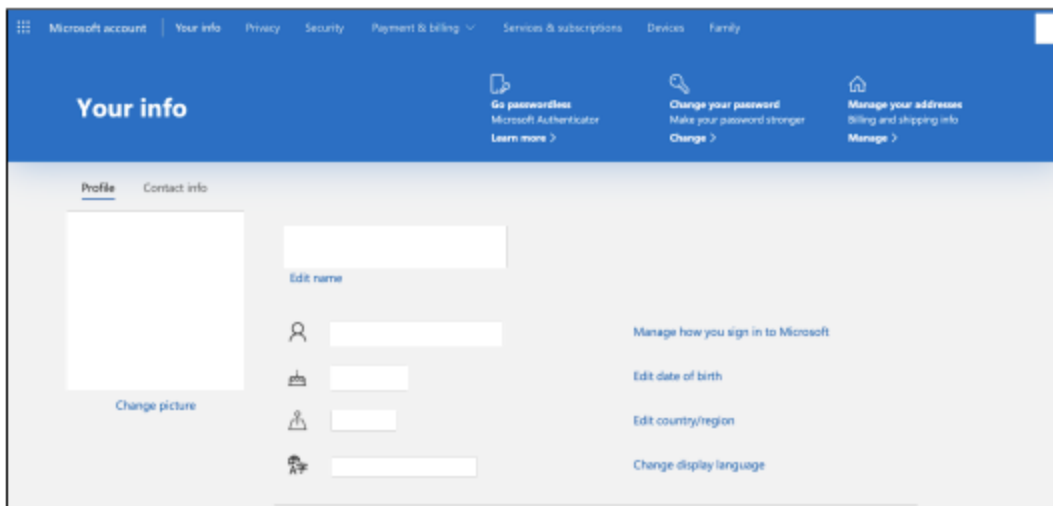 Microsoft account Your info Privacy Security Payment & billing Services & subscriptions Devices Family
Your info
Go passwordless
Microsoft Authenticator
Learn more >
Change your password
Make your password stronger
Change >
Manage your addresses
Billing and shipping info
Manage >
Profile Contact info
Edit name
Manage how you sign in to Microsoft
Edit date of birth
Change picture
Edit country/region
Change display language